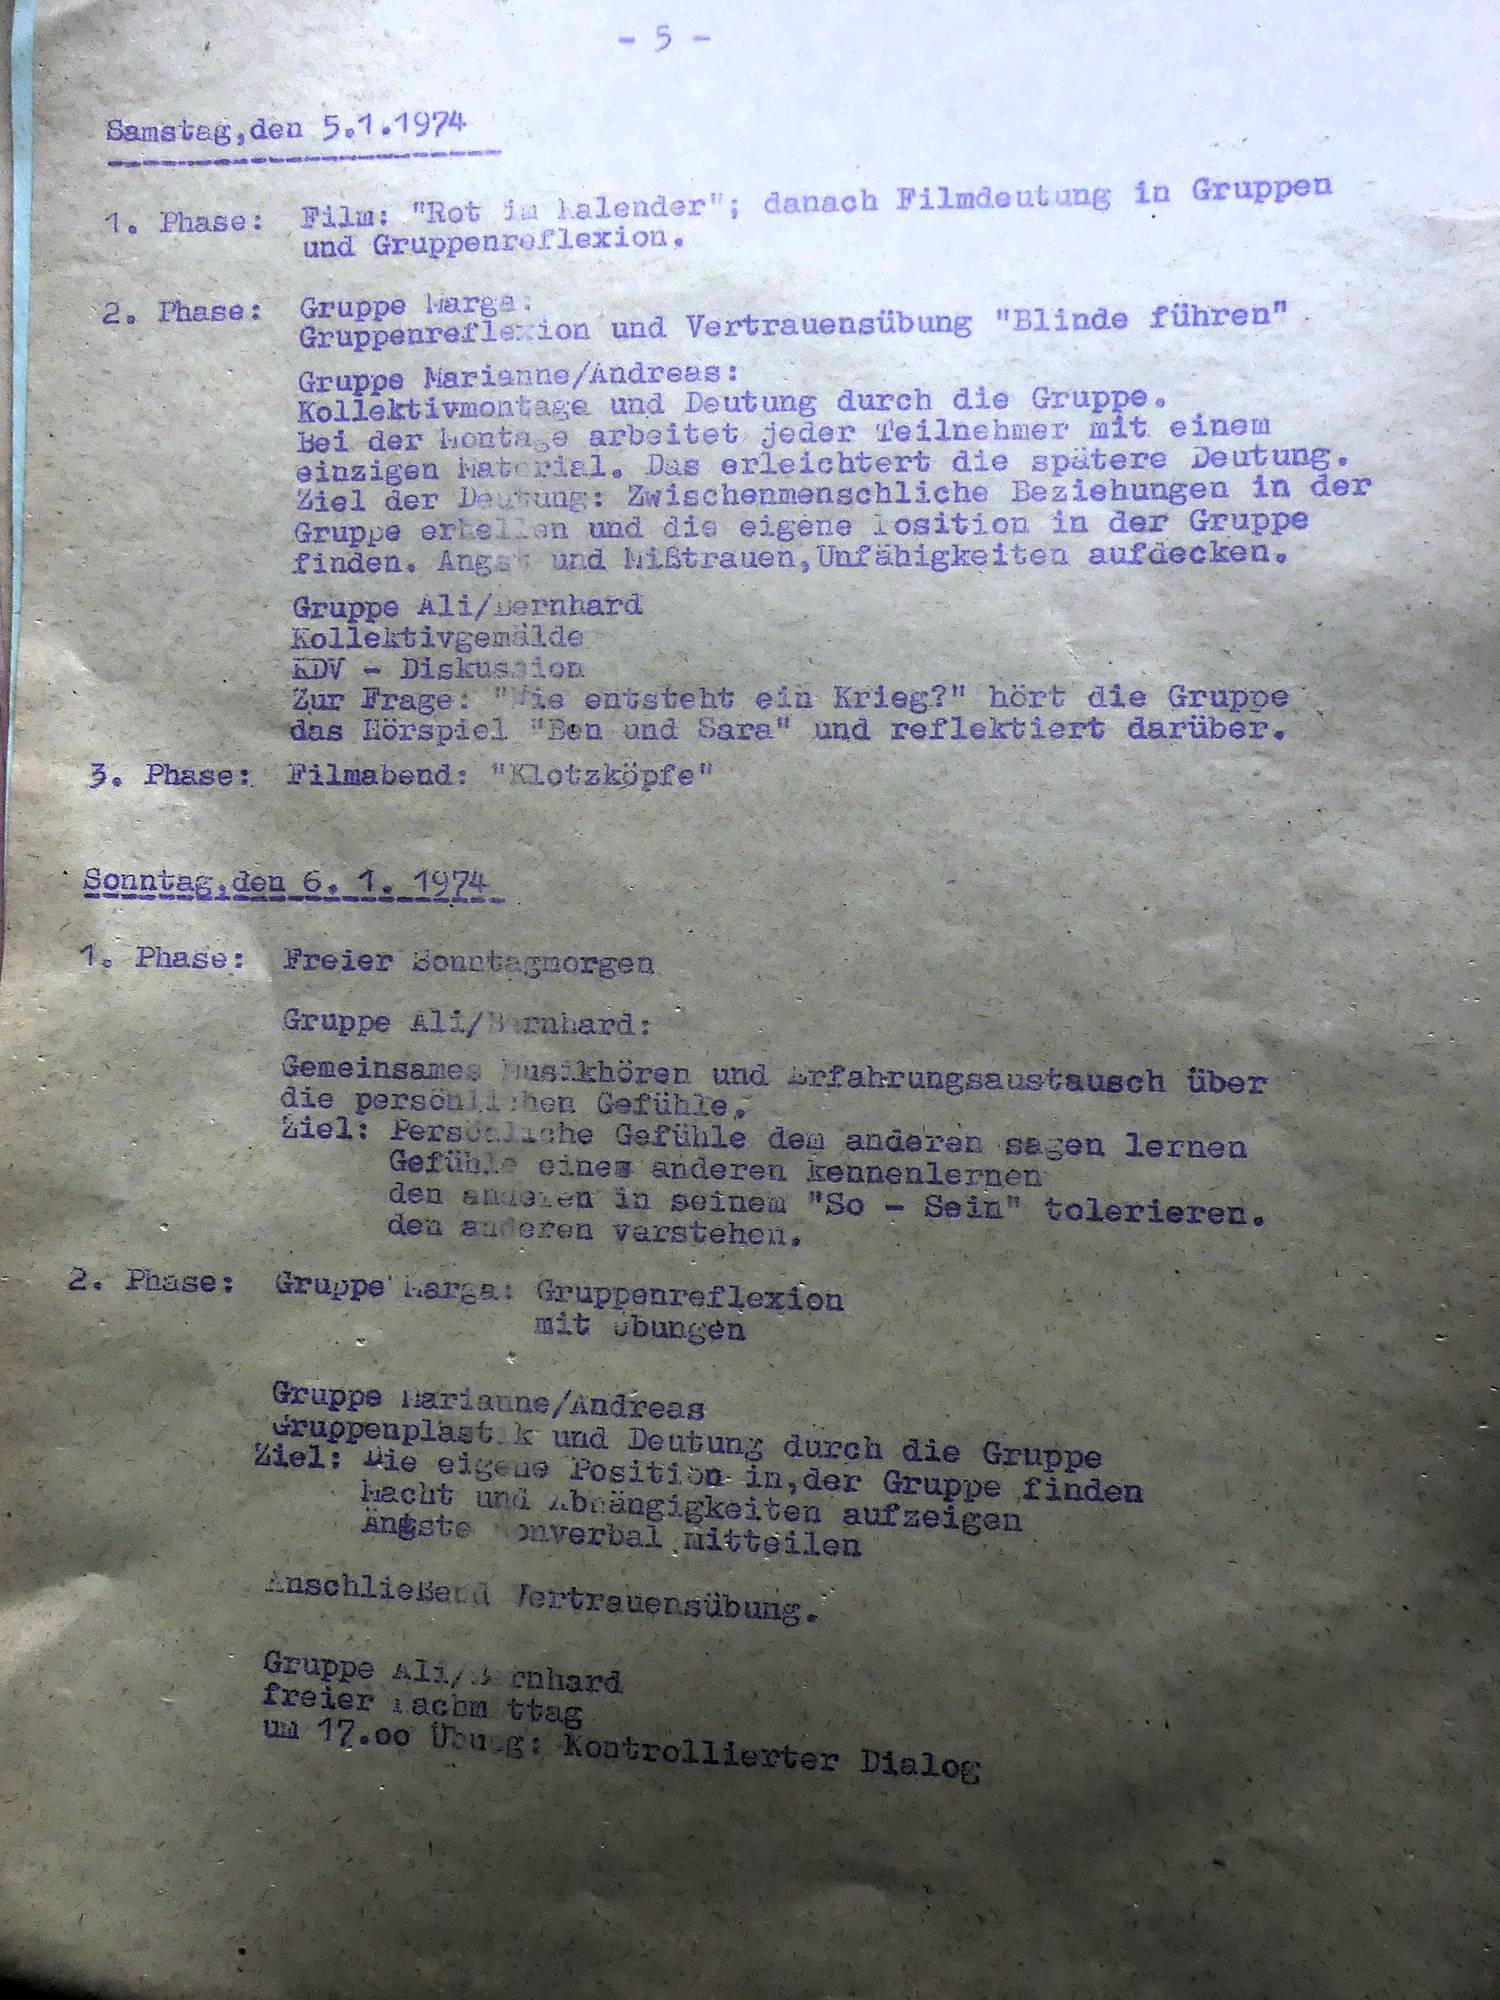 - 5 -
Samstag,den 5.1.1974
1. Phase: Film: "Rot im Kalender"; danach Filmdeutung in Gruppen
und Gruppenreflexion.
2. Phase: Gruppe Marga:
Gruppenreflexion und Vertrauensübung "Blinde führen"
Gruppe Marianne/Andreas:
Kollektivmontage und Deutung durch die Gruppe.
Bei der Montage arbeitet jeder Teilnehmer mit einem
einzigen Material. Das erleichtert die spätere Deutung.
Ziel der Deutung: Zwischenmenschliche Beziehungen in der
Gruppe erhellen und die eigene Position in der Gruppe
finden. Angst und Mißtrauen,Unfähigkeiten aufdecken.
Gruppe Ali/Bernhard
Kollektivgemälde
KDV - Diskussion
Zur Frage: "Wie entsteht ein Krieg?" hört die Gruppe
das Hörspiel "Ben und Sara" und reflektiert darüber.
3. Phase: Filmabend: "Klotzköpfe"
Sonntag,den 6. 1. 1974
1. Phase: Freier Sonntagmorgen
Gruppe Ali/Bernhard:
Gemeinsames Musikhören und Erfahrungsaustausch über
die persönlichen Gefühle.
Ziel: Persönliche Gefühle dem anderen sagen lernen
Gefühle eines anderen kennenlernen
den anderen in seinem "So - Sein" tolerieren.
den anderen varstehen.
2. Phase: Gruppe Marga: Gruppenreflexion
mit Übungen
Gruppe Marianne/Andreas
Gruppenplastik und Deutung durch die Gruppe
Ziel: Die eigene Position in,der Gruppe finden
Macht und Abhängigkeiten aufzeigen
Ängste nonverbal mitteilen
Anschließend Vertrauensübung.
Gruppe Ali/Bernhard
freier Nachmittag
um 17.oo Übung: Kontrollierter Dialog